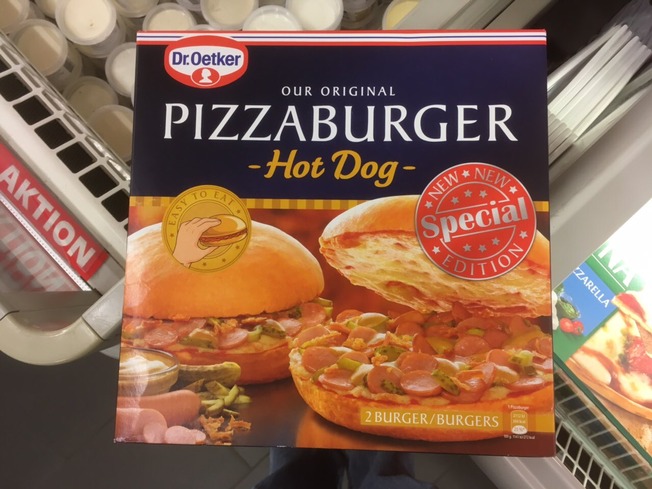 Dr.Oetker
OUR ORIGINAL
PIZZABURGER
-Hot Dog-
EASY TO EAT
NEW ★ NEW
Special
EDITION
2 BURGER/BURGERS
AKTION
ZZARELLA